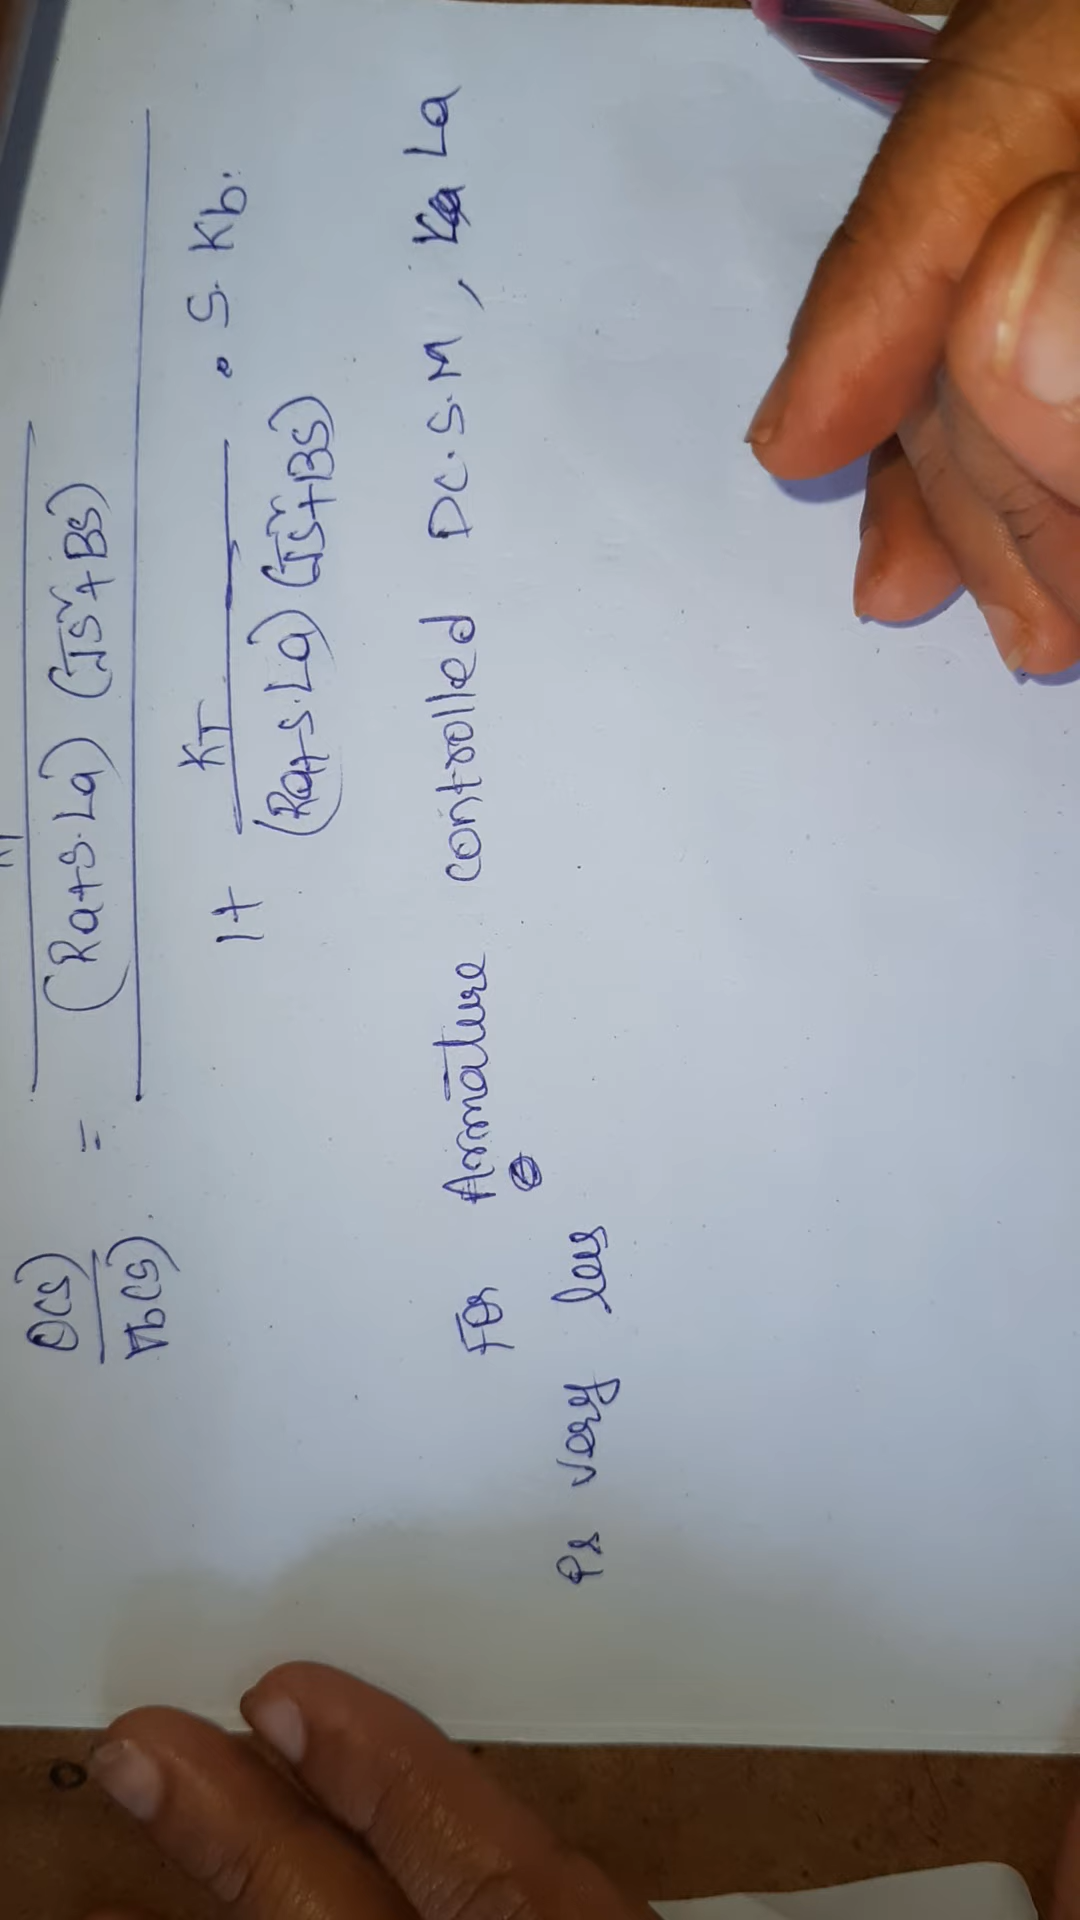 θ(s) / Vb(s) = (Ra+s.La) (Js²+Bs)
1+ KT / (Ra+s.La) (Js²+Bs) . S.Kb.
For Armature controlled DC.S.M, La
is very less